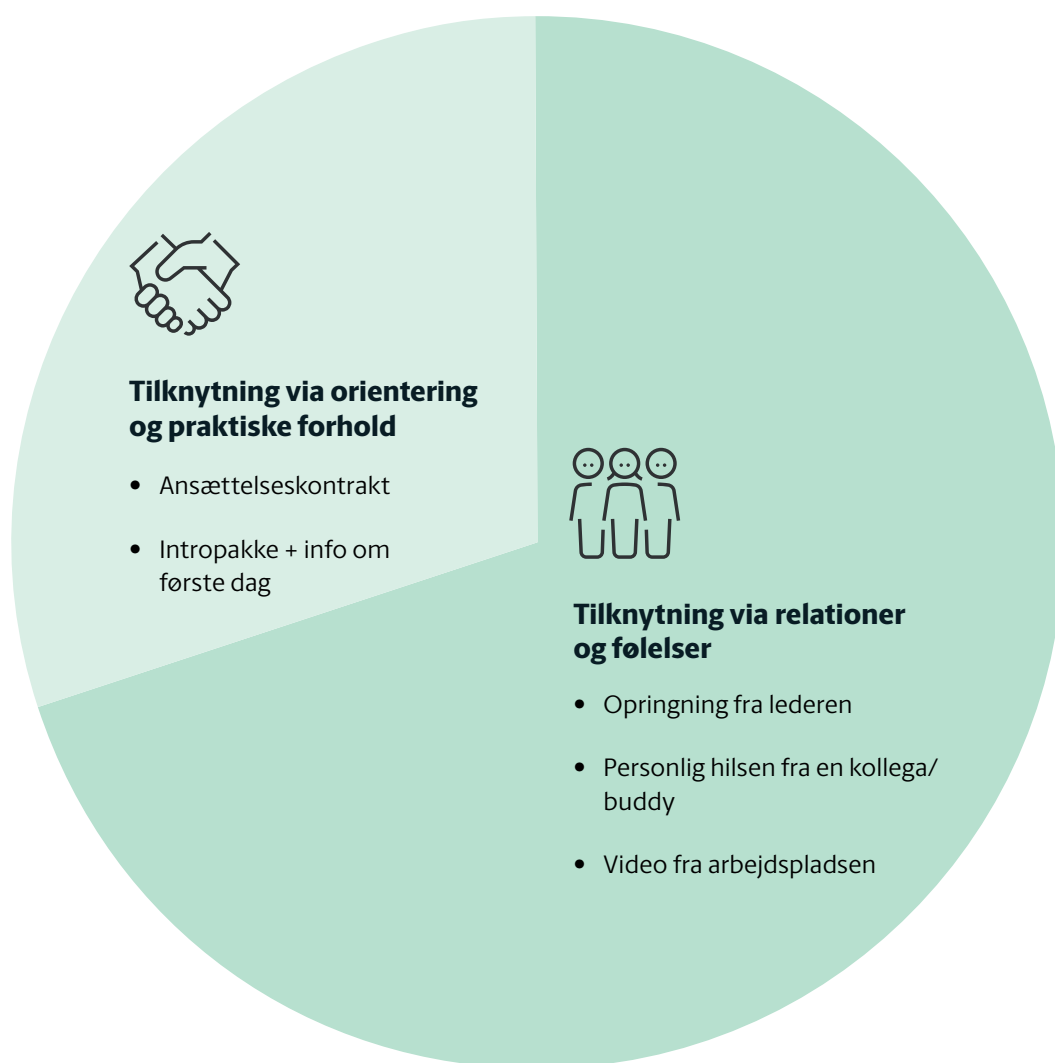 Tilknytning via orientering
og praktiske forhold
• Ansættelseskontrakt
• Intropakke + info om
første dag
Tilknytning via relationer
og følelser
• Opringning fra lederen
• Personlig hilsen fra en kollega/
buddy
• Video fra arbejdspladsen